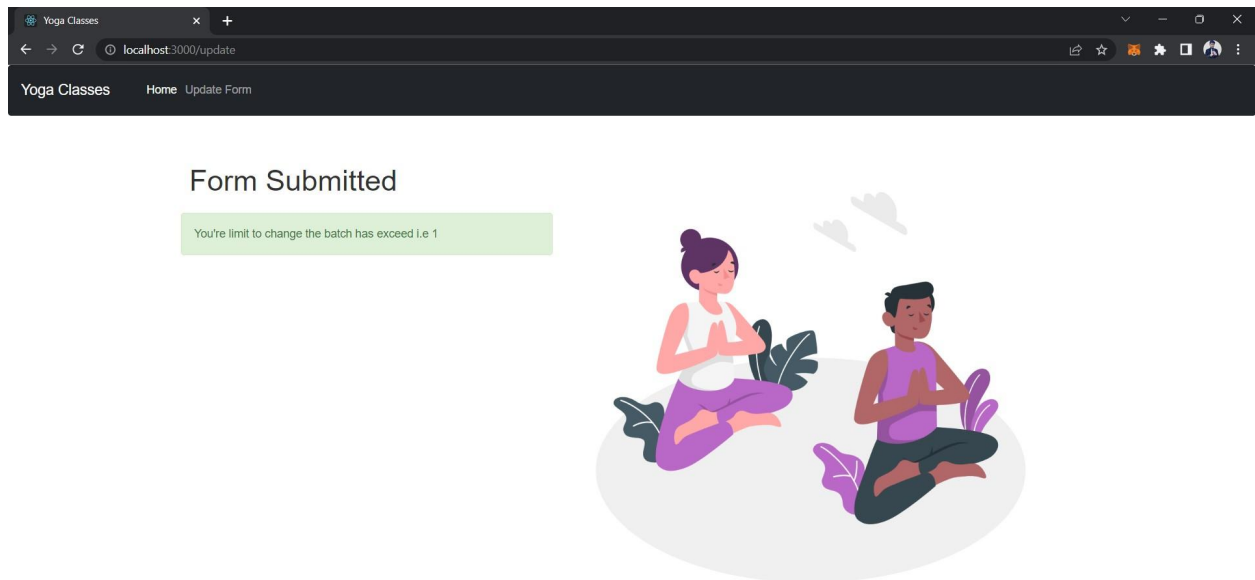 Yoga Classes
localhost:3000/update
Yoga Classes Home Update Form
Form Submitted
You're limit to change the batch has exceed i.e 1